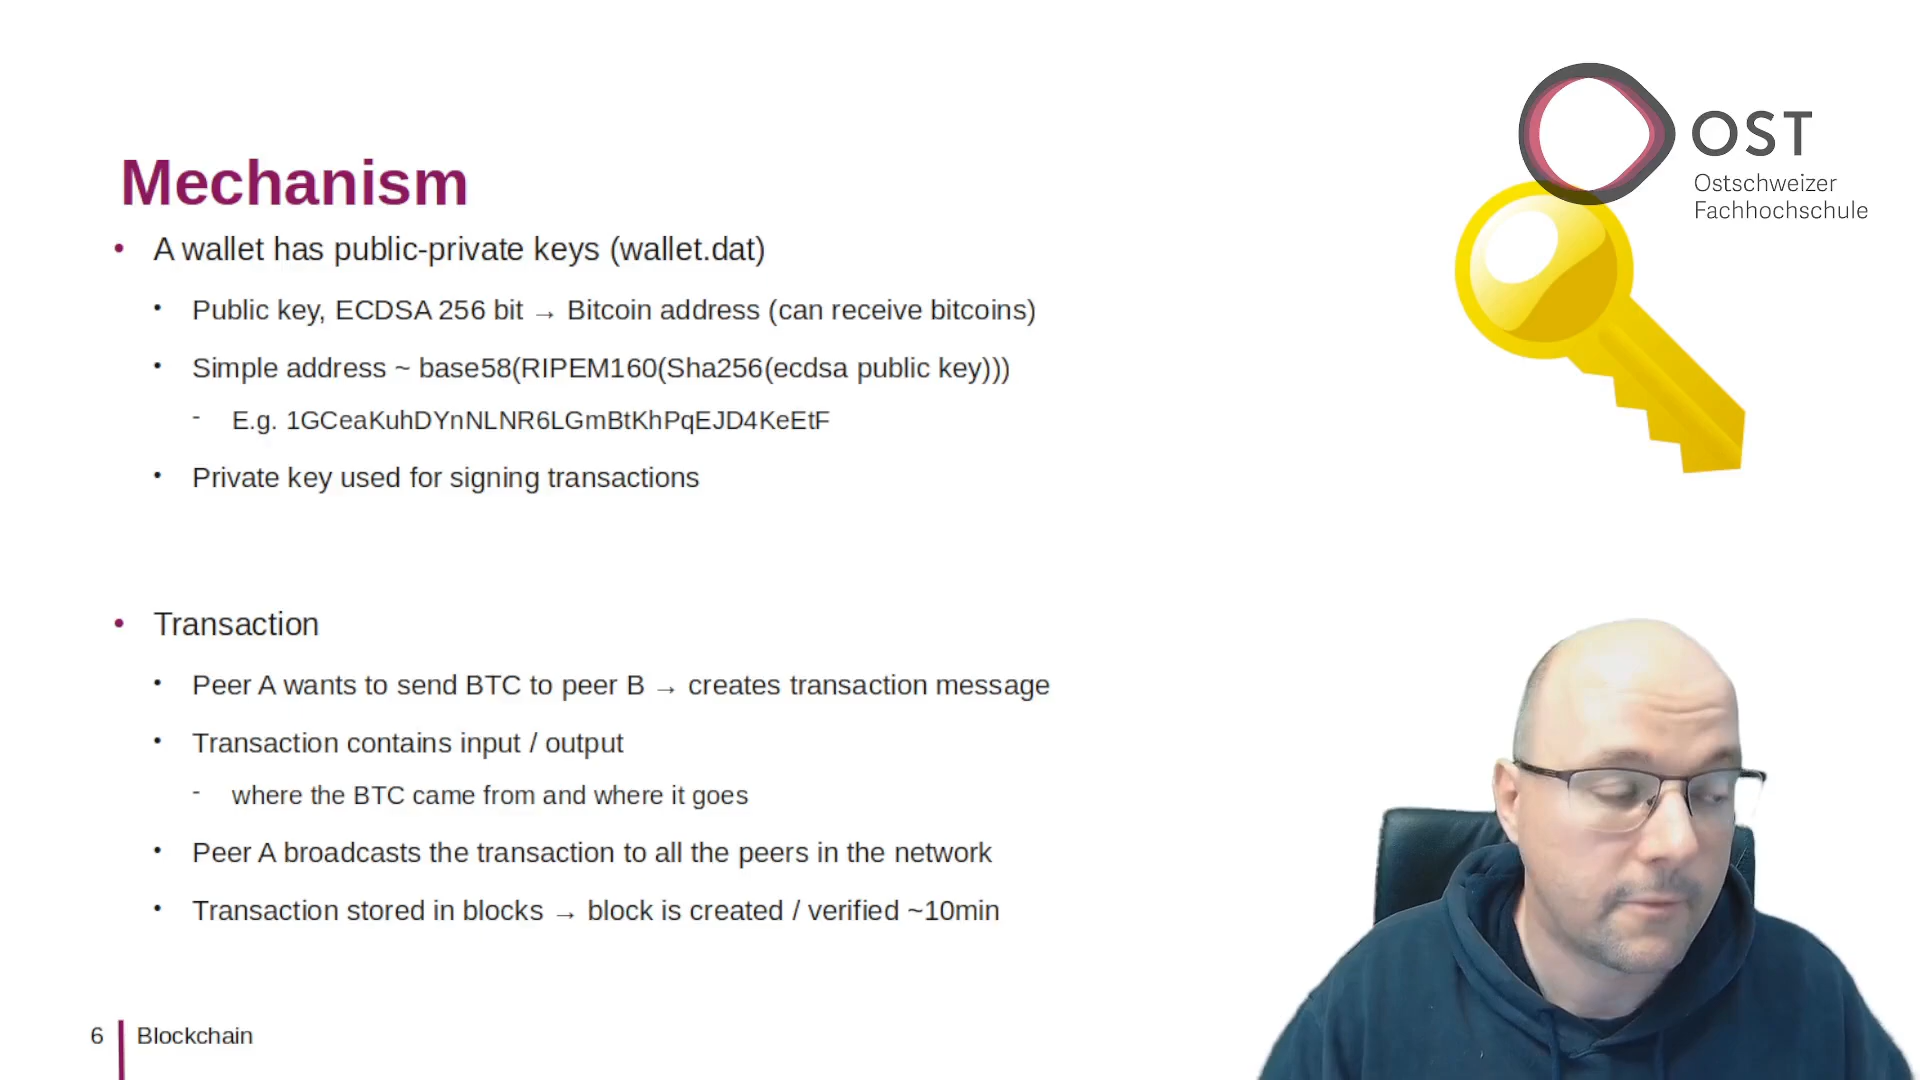 OST
Ostschweizer
Fachhochschule
Mechanism
• A wallet has public-private keys (wallet.dat)
• Public key, ECDSA 256 bit → Bitcoin address (can receive bitcoins)
• Simple address ~ base58(RIPEM160(Sha256(ecdsa public key)))
- E.g. 1GCeaKuhDYnNLNR6LGmBtKhPqEJD4KeEtF
• Private key used for signing transactions
• Transaction
• Peer A wants to send BTC to peer B → creates transaction message
• Transaction contains input / output
- where the BTC came from and where it goes
• Peer A broadcasts the transaction to all the peers in the network
• Transaction stored in blocks → block is created / verified ~10min
6 Blockchain